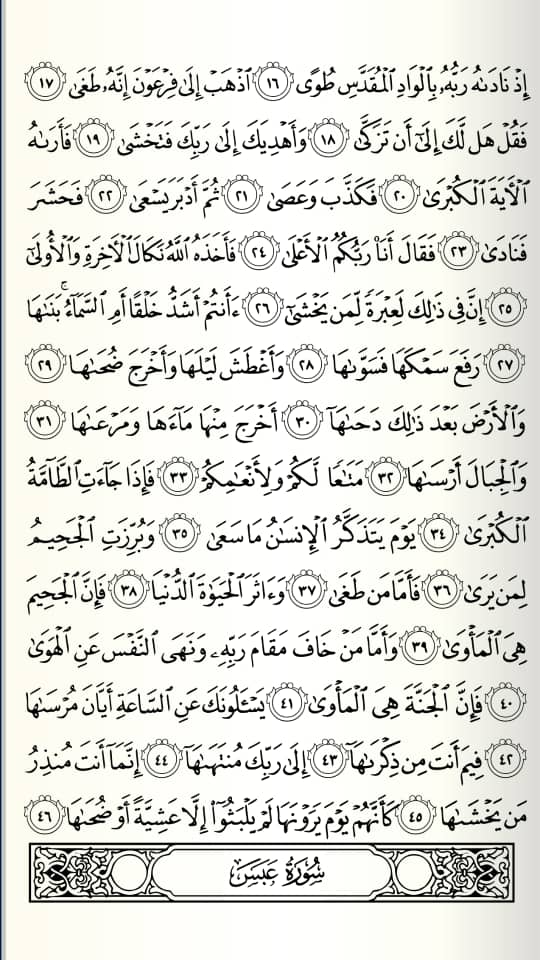 إِذْ نَادَىٰهُ رَبُّهُۥ بِٱلْوَادِ ٱلْمُقَدَّسِ طُوًى ١٦ ٱذْهَبْ إِلَىٰ فِرْعَوْنَ إِنَّهُۥ طَغَىٰ ١٧
فَقُلْ هَل لَّكَ إِلَىٰٓ أَن تَزَكَّىٰ ١٨ وَأَهْدِيَكَ إِلَىٰ رَبِّكَ فَتَخْشَىٰ ١٩ فَأَرَىٰهُ
ٱلْـَٔايَةَ ٱلْكُبْرَىٰ ٢٠ فَكَذَّبَ وَعَصَىٰ ٢١ ثُمَّ أَدْبَرَ يَسْعَىٰ ٢٢ فَحَشَرَ
فَنَادَىٰ ٢٣ فَقَالَ أَنَا۠ رَبُّكُمُ ٱلْأَعْلَىٰ ٢٤ فَأَخَذَهُ ٱللَّهُ نَكَالَ ٱلْـَٔاخِرَةِ وَٱلْأُولَىٰٓ
٢٥ إِنَّ فِى ذَٰلِكَ لَعِبْرَةً لِّمَن يَخْشَىٰٓ ٢٦ ءَأَنتُمْ أَشَدُّ خَلْقًا أَمِ ٱلسَّمَآءُ ۚ بَنَىٰهَا
٢٧ رَفَعَ سَمْكَهَا فَسَوَّىٰهَا ٢٨ وَأَغْطَشَ لَيْلَهَا وَأَخْرَجَ ضُحَىٰهَا ٢٩
وَٱلْأَرْضَ بَعْدَ ذَٰلِكَ دَحَىٰهَآ ٣٠ أَخْرَجَ مِنْهَا مَآءَهَا وَمَرْعَىٰهَا ٣١
وَٱلْجِبَالَ أَرْسَىٰهَا ٣٢ مَتَٰعًا لَّكُمْ وَلِأَنْعَٰمِكُمْ ٣٣ فَإِذَا جَآءَتِ ٱلطَّآمَّةُ
ٱلْكُبْرَىٰ ٣٤ يَوْمَ يَتَذَكَّرُ ٱلْإِنسَٰنُ مَا سَعَىٰ ٣٥ وَبُرِّزَتِ ٱلْجَحِيمُ
لِمَن يَرَىٰ ٣٦ فَأَمَّا مَن طَغَىٰ ٣٧ وَءَاثَرَ ٱلْحَيَوٰةَ ٱلدُّنْيَا ٣٨ فَإِنَّ ٱلْجَحِيمَ
هِىَ ٱلْمَأْوَىٰ ٣٩ وَأَمَّا مَنْ خَافَ مَقَامَ رَبِّهِۦ وَنَهَى ٱلنَّفْسَ عَنِ ٱلْهَوَىٰ
٤٠ فَإِنَّ ٱلْجَنَّةَ هِىَ ٱلْمَأْوَىٰ ٤١ يَسْـَٔلُونَكَ عَنِ ٱلسَّاعَةِ أَيَّانَ مُرْسَىٰهَا
٤٢ فِيمَ أَنتَ مِن ذِكْرَىٰهَآ ٤٣ إِلَىٰ رَبِّكَ مُنتَهَىٰهَآ ٤٤ إِنَّمَآ أَنتَ مُنذِرُ
مَن يَخْشَىٰهَا ٤٥ كَأَنَّهُمْ يَوْمَ يَرَوْنَهَا لَمْ يَلْبَثُوٓا۟ إِلَّا عَشِيَّةً أَوْ ضُحَىٰهَا ٤٦
سُورَةُ عَبَسَ